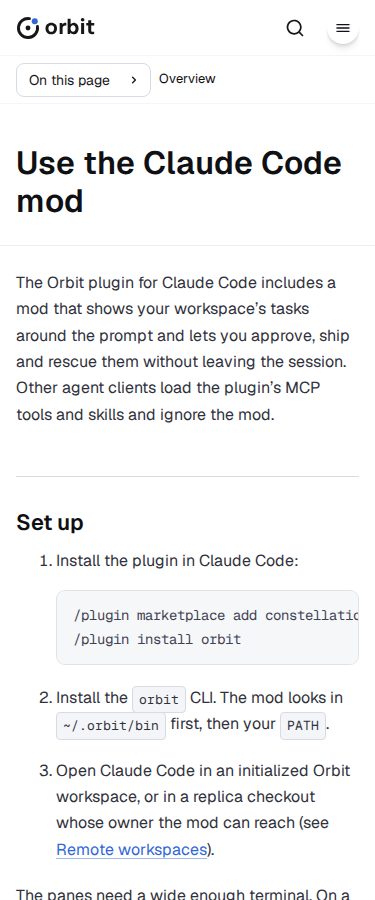 orbit
On this page
Overview
Use the Claude Code
mod
The Orbit plugin for Claude Code includes a
mod that shows your workspace’s tasks
around the prompt and lets you approve, ship
and rescue them without leaving the session.
Other agent clients load the plugin’s MCP
tools and skills and ignore the mod.
Set up
1. Install the plugin in Claude Code:
/plugin marketplace add constellatio
/plugin install orbit
2. Install the orbit CLI. The mod looks in
~/.orbit/bin first, then your PATH.
3. Open Claude Code in an initialized Orbit
workspace, or in a replica checkout
whose owner the mod can reach (see
Remote workspaces).
The panes need a wide enough terminal. On a